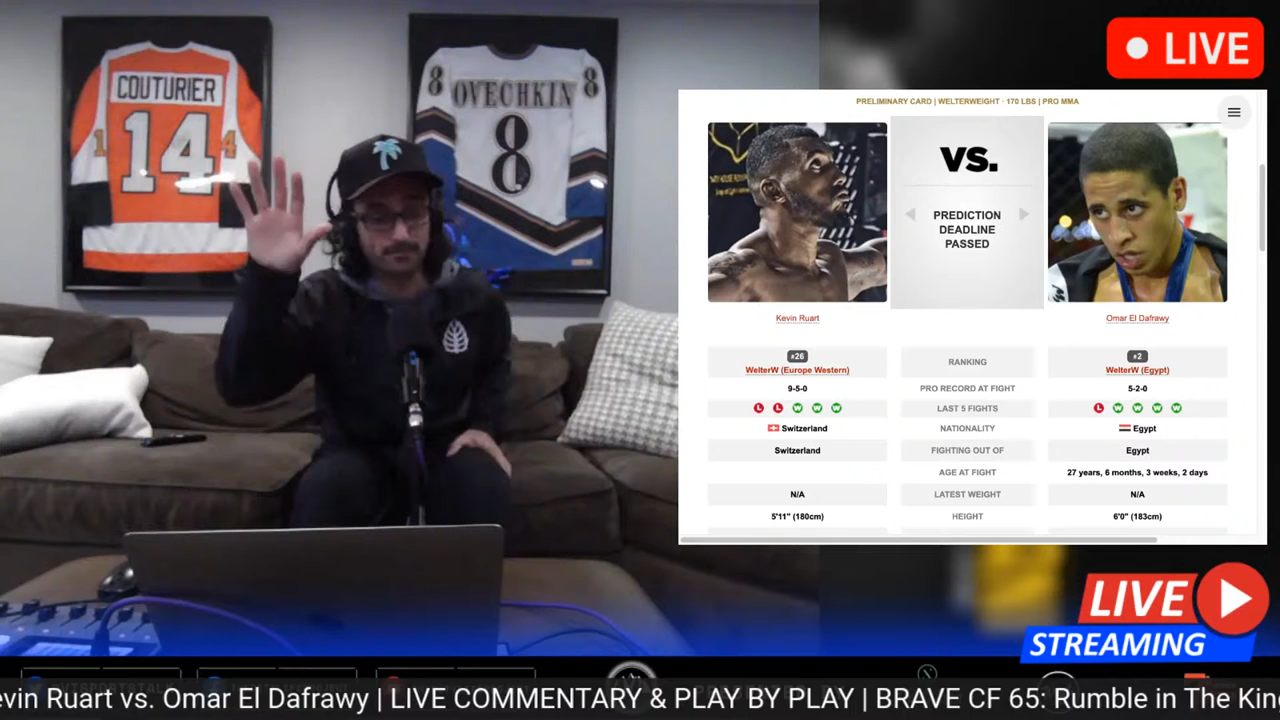 COUTURIER
14
14
4
8
OVECHKIN
8
8
LIVE
PRELIMINARY CARD | WELTERWEIGHT · 170 LBS | PRO MMA
VS.
PREDICTION
DEADLINE
PASSED
Kevin Ruart
Omar El Dafrawy
#26
WelterW (Europe Western)
RANKING
#2
WelterW (Egypt)
9-5-0
PRO RECORD AT FIGHT
5-2-0
L L W W W
LAST 5 FIGHTS
L W W W W
Switzerland
NATIONALITY
Egypt
Switzerland
FIGHTING OUT OF
Egypt
AGE AT FIGHT
27 years, 6 months, 3 weeks, 2 days
N/A
LATEST WEIGHT
N/A
5'11" (180cm)
HEIGHT
6'0" (183cm)
LIVE
STREAMING
evin Ruart vs. Omar El Dafrawy | LIVE COMMENTARY & PLAY BY PLAY | BRAVE CF 65: Rumble in The King